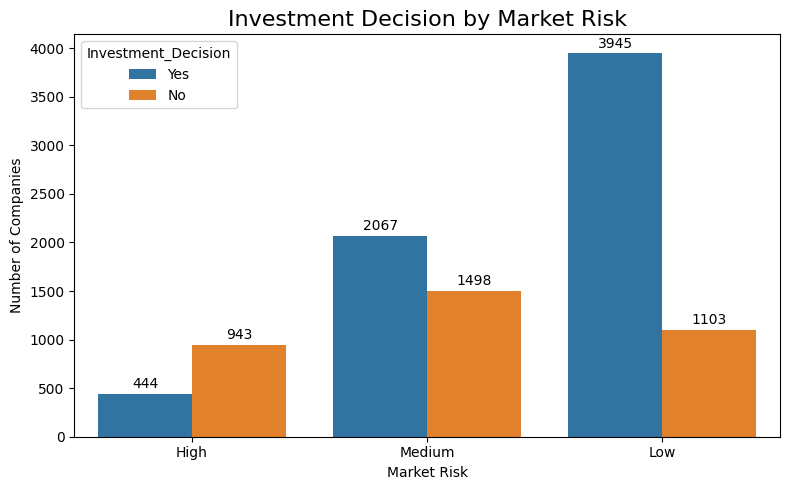 Investment Decision by Market Risk
Investment_Decision
Yes
No
Number of Companies
4000
3500
3000
2500
2000
1500
1000
500
0
444
943
2067
1498
3945
1103
High
Medium
Low
Market Risk